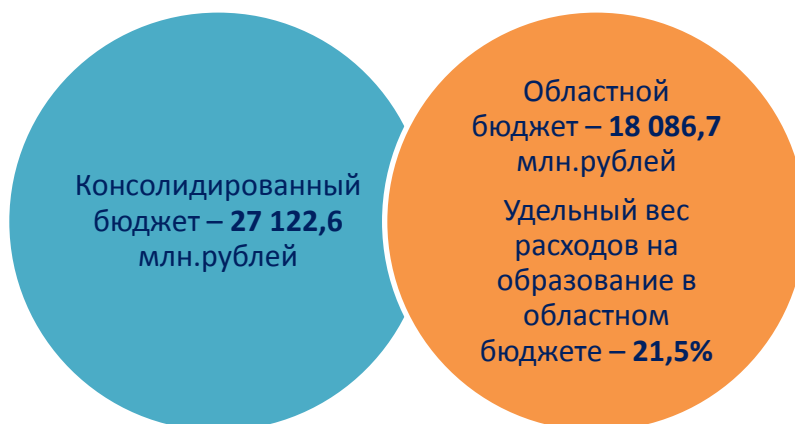 Консолидированный
бюджет – 27 122,6
млн.рублей
Областной
бюджет – 18 086,7
млн.рублей
Удельный вес
расходов на
образование в
областном
бюджете – 21,5%